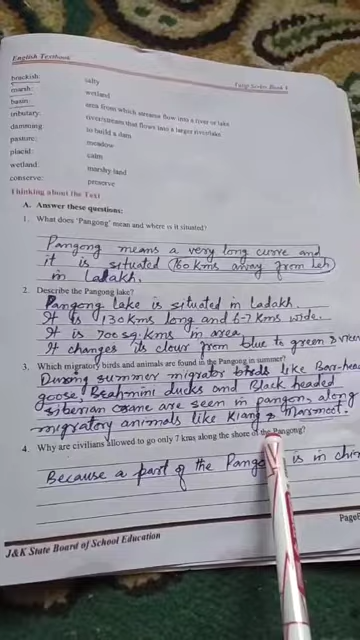 English Textbook
Tulip Series Book 8
brackish: salty
marsh: wetland
basin: area from which streams flow into a river or lake
tributary: river/stream that flows into a larger river/lake
damming: to build a dam
pasture: meadow
placid: calm
wetland: marshy land
conserve: preserve
Thinking about the Text
A. Answer these questions:
1. What does 'Pangong' mean and where is it situated?
Pangong means a very long curve and
it is situated 160 kms away from Leh
in Ladakh.
2. Describe the Pangong lake?
Pangong lake is situated in Ladakh.
It is 130 kms long and 6-7 kms wide.
It is 700 sq. kms in area
It changes its clour from blue to green &
3. Which migratory birds and animals are found in the Pangong in summer?
During summer migrator birds like Bar-head
goose, Brahmini ducks and Black headed
siberian crane are seen in pangong along
migratory animals like Kiang & Marmoot.
4. Why are civilians allowed to go only 7 kms along the shore of the Pangong?
Because a part of the Pangong is in
Page
J&K State Board of School Education